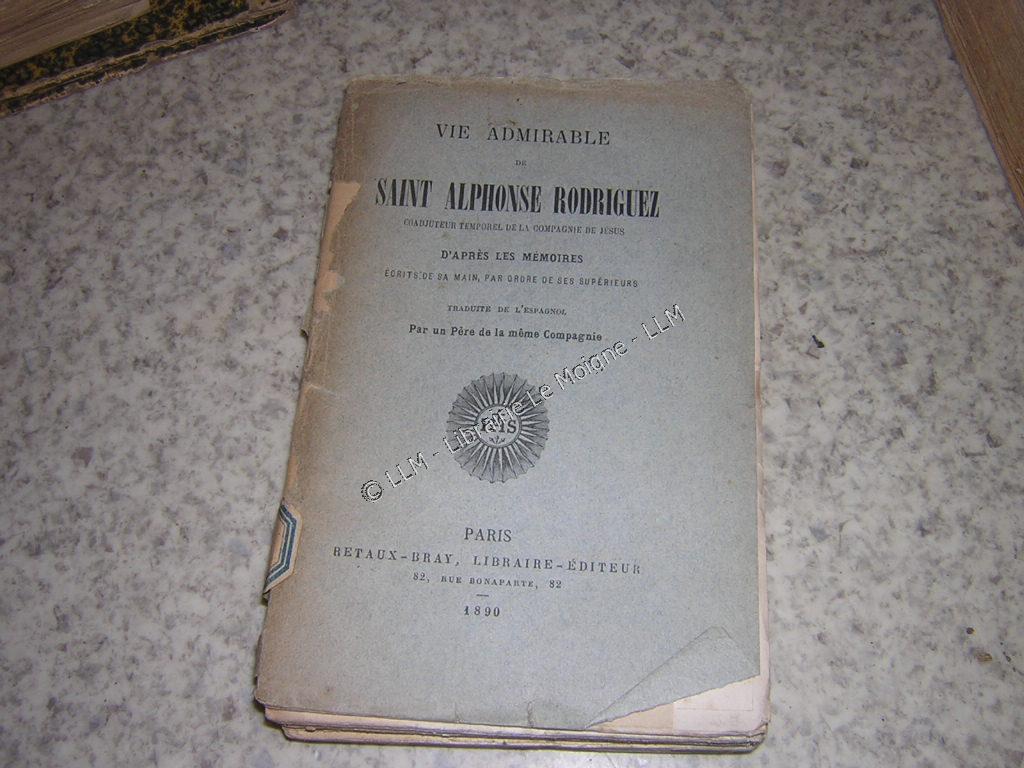 VIE ADMIRABLE
DE
SAINT ALPHONSE RODRIGUEZ
COADJUTEUR TEMPOREL DE LA COMPAGNIE DE JÉSUS
D'APRÈS LES MÉMOIRES
ÉCRITS DE SA MAIN, PAR ORDRE DE SES SUPÉRIEURS
TRADUITE DE L'ESPAGNOL
Par un Père de la même Compagnie
IHS
© LLM - Librairie Le Moigne - LLM
PARIS
RETAUX-BRAY, LIBRAIRE-ÉDITEUR
82, RUE BONAPARTE, 82
1890